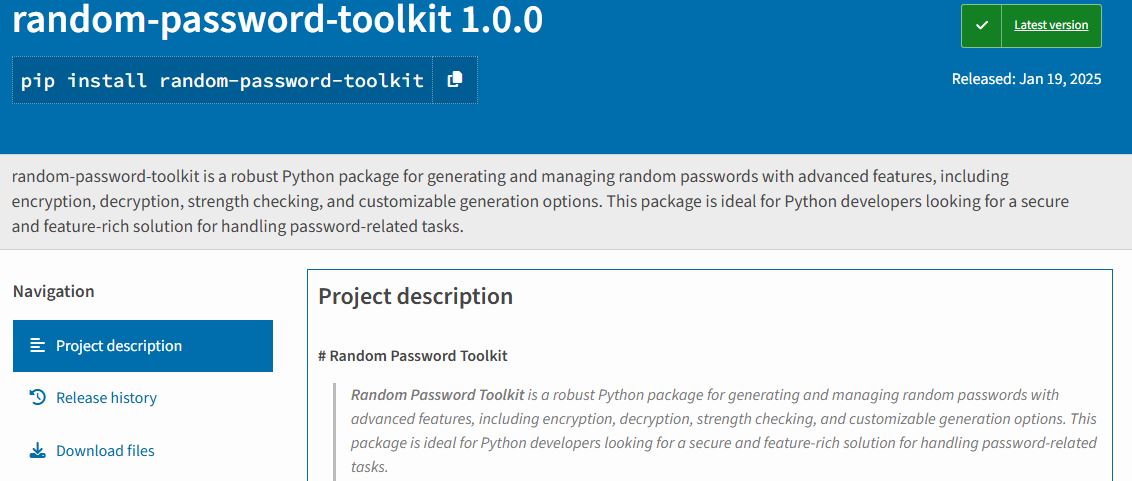 random-password-toolkit 1.0.0
Latest version
pip install random-password-toolkit
Released: Jan 19, 2025
random-password-toolkit is a robust Python package for generating and managing random passwords with advanced features, including
encryption, decryption, strength checking, and customizable generation options. This package is ideal for Python developers looking for a secure
and feature-rich solution for handling password-related tasks.
Navigation
Project description
Release history
Download files
Project description
# Random Password Toolkit
Random Password Toolkit is a robust Python package for generating and managing random passwords with
advanced features, including encryption, decryption, strength checking, and customizable generation options. This
package is ideal for Python developers looking for a secure and feature-rich solution for handling password-related
tasks.